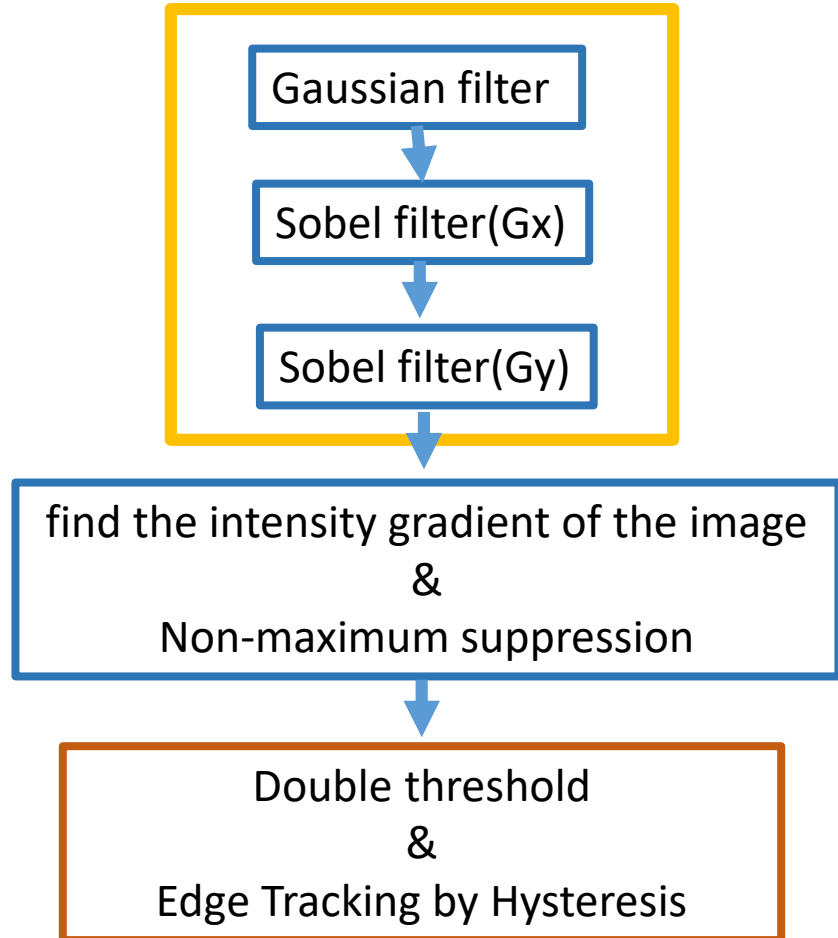 Gaussian filter
Sobel filter(Gx)
Sobel filter(Gy)
find the intensity gradient of the image
&
Non-maximum suppression
Double threshold
&
Edge Tracking by Hysteresis